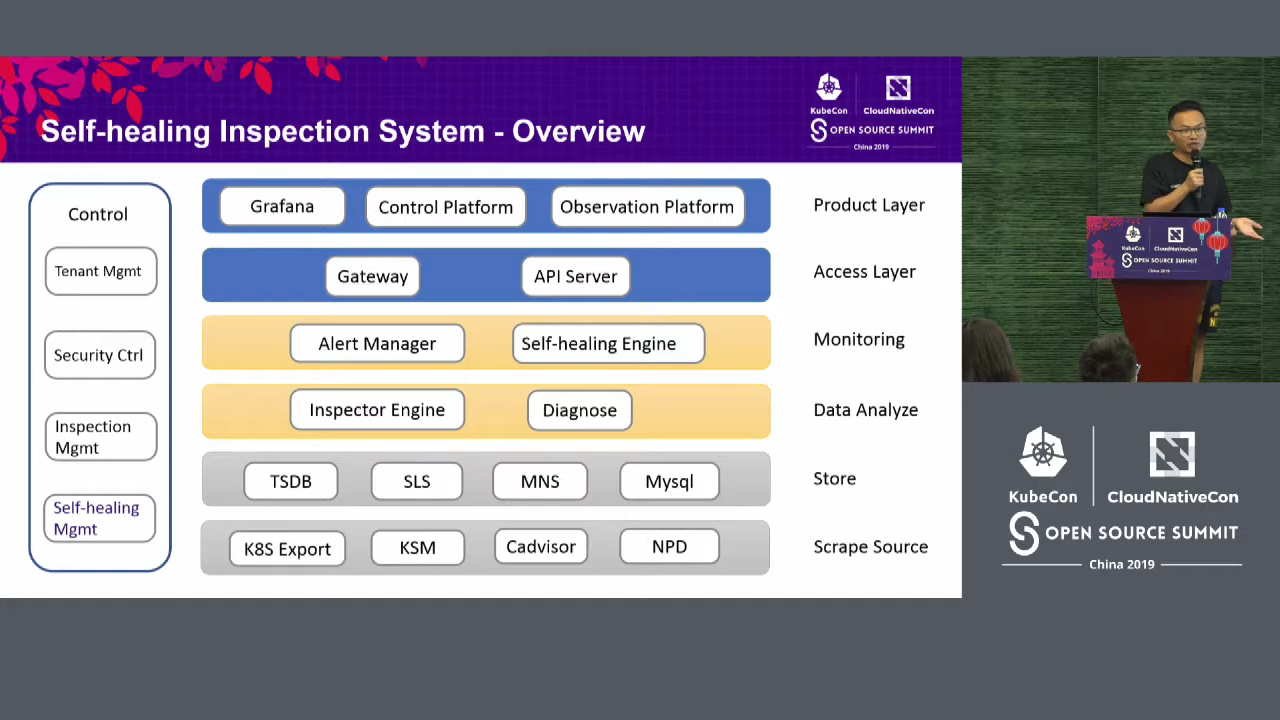 Self-healing Inspection System - Overview
KubeCon
CloudNativeCon
OPEN SOURCE SUMMIT
China 2019
Control
Tenant Mgmt
Security Ctrl
Inspection
Mgmt
Self-healing
Mgmt
Grafana
Control Platform
Observation Platform
Product Layer
Gateway
API Server
Access Layer
Alert Manager
Self-healing Engine
Monitoring
Inspector Engine
Diagnose
Data Analyze
TSDB
SLS
MNS
Mysql
Store
K8S Export
KSM
Cadvisor
NPD
Scrape Source
KubeCon
CloudNativeCon
OPEN SOURCE SUMMIT
China 2019
KubeCon
CloudNativeCon
OPEN SOURCE SUMMIT
China 2019